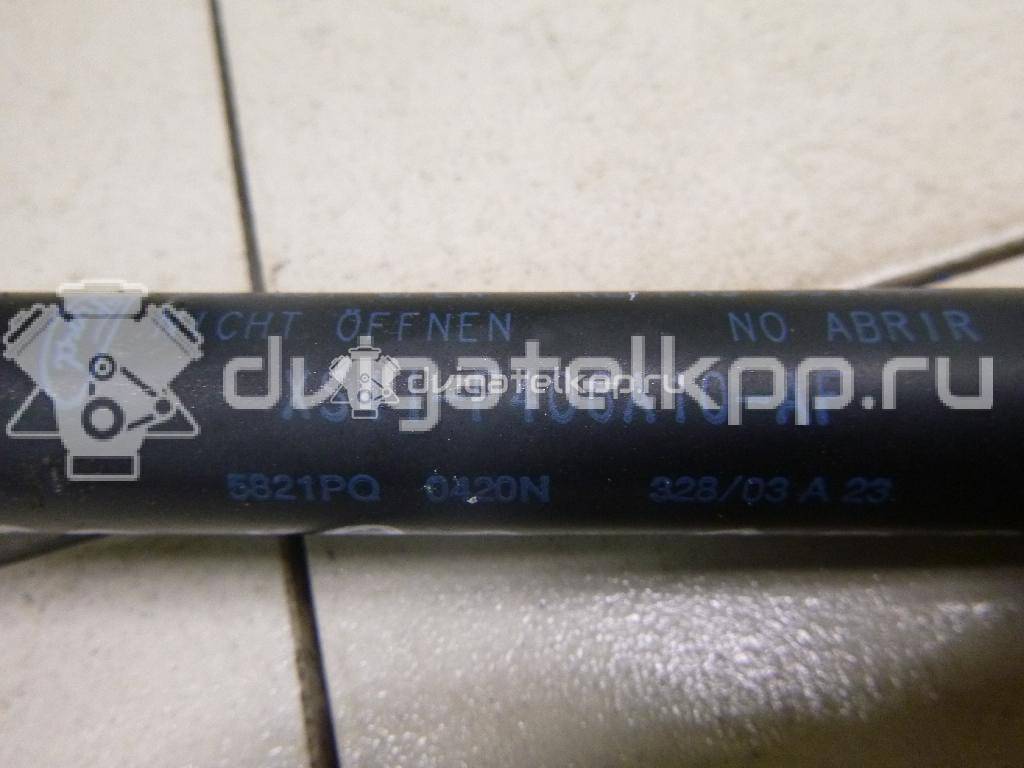 NICHT ÖFFNEN NO ABRIR
dvigatelkpp.ru
dvigatelkpp.ru
5821PQ 0420N 328/03 A 23